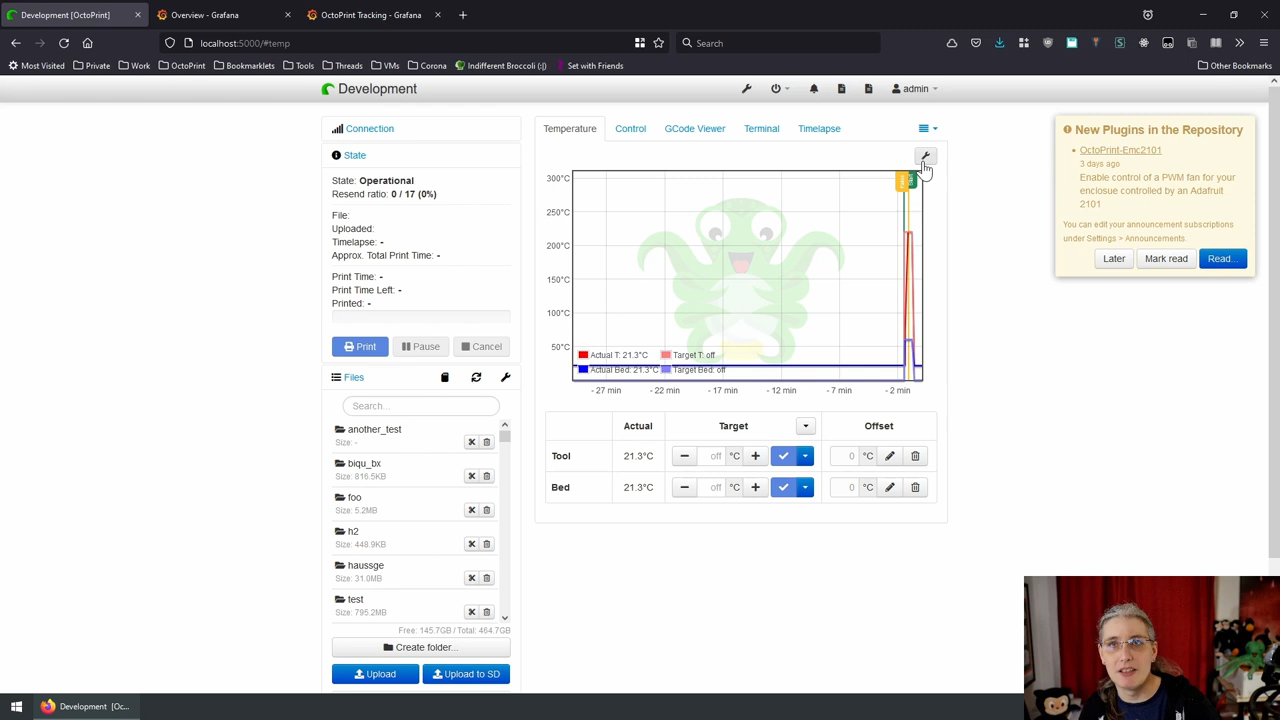 Development [OctoPrint]
Overview - Grafana
OctoPrint Tracking - Grafana
localhost:5000/#temp
Search
Most Visited
Private
Work
OctoPrint
Bookmarklets
Tools
Threads
VMs
Corona
Indifferent Broccoli (:|)
Set with Friends
Other Bookmarks
Development
admin
Connection
State
State: Operational
Resend ratio: 0 / 17 (0%)
File:
Uploaded:
Timelapse: -
Approx. Total Print Time: -
Print Time: -
Print Time Left: -
Printed: -
Print
Pause
Cancel
Files
Search...
another_test
Size: -
biqu_bx
Size: 816.5KB
foo
Size: 5.2MB
h2
Size: 448.9KB
haussge
Size: 31.0MB
test
Size: 795.2MB
Free: 145.7GB / Total: 464.7GB
Create folder...
Upload
Upload to SD
Temperature
Control
GCode Viewer
Terminal
Timelapse
300°C
250°C
200°C
150°C
100°C
50°C
Actual T: 21.3°C
Target T: off
Actual Bed: 21.3°C
Target Bed: off
- 27 min
- 22 min
- 17 min
- 12 min
- 7 min
- 2 min
Actual
Target
Offset
Tool
21.3°C
off
°C
0
°C
Bed
21.3°C
off
°C
0
°C
New Plugins in the Repository
OctoPrint-Emc2101
3 days ago
Enable control of a PWM fan for your
enclosue controlled by an Adafruit
2101
You can edit your announcement subscriptions
under Settings > Announcements.
Later
Mark read
Read...
Development [Oc...